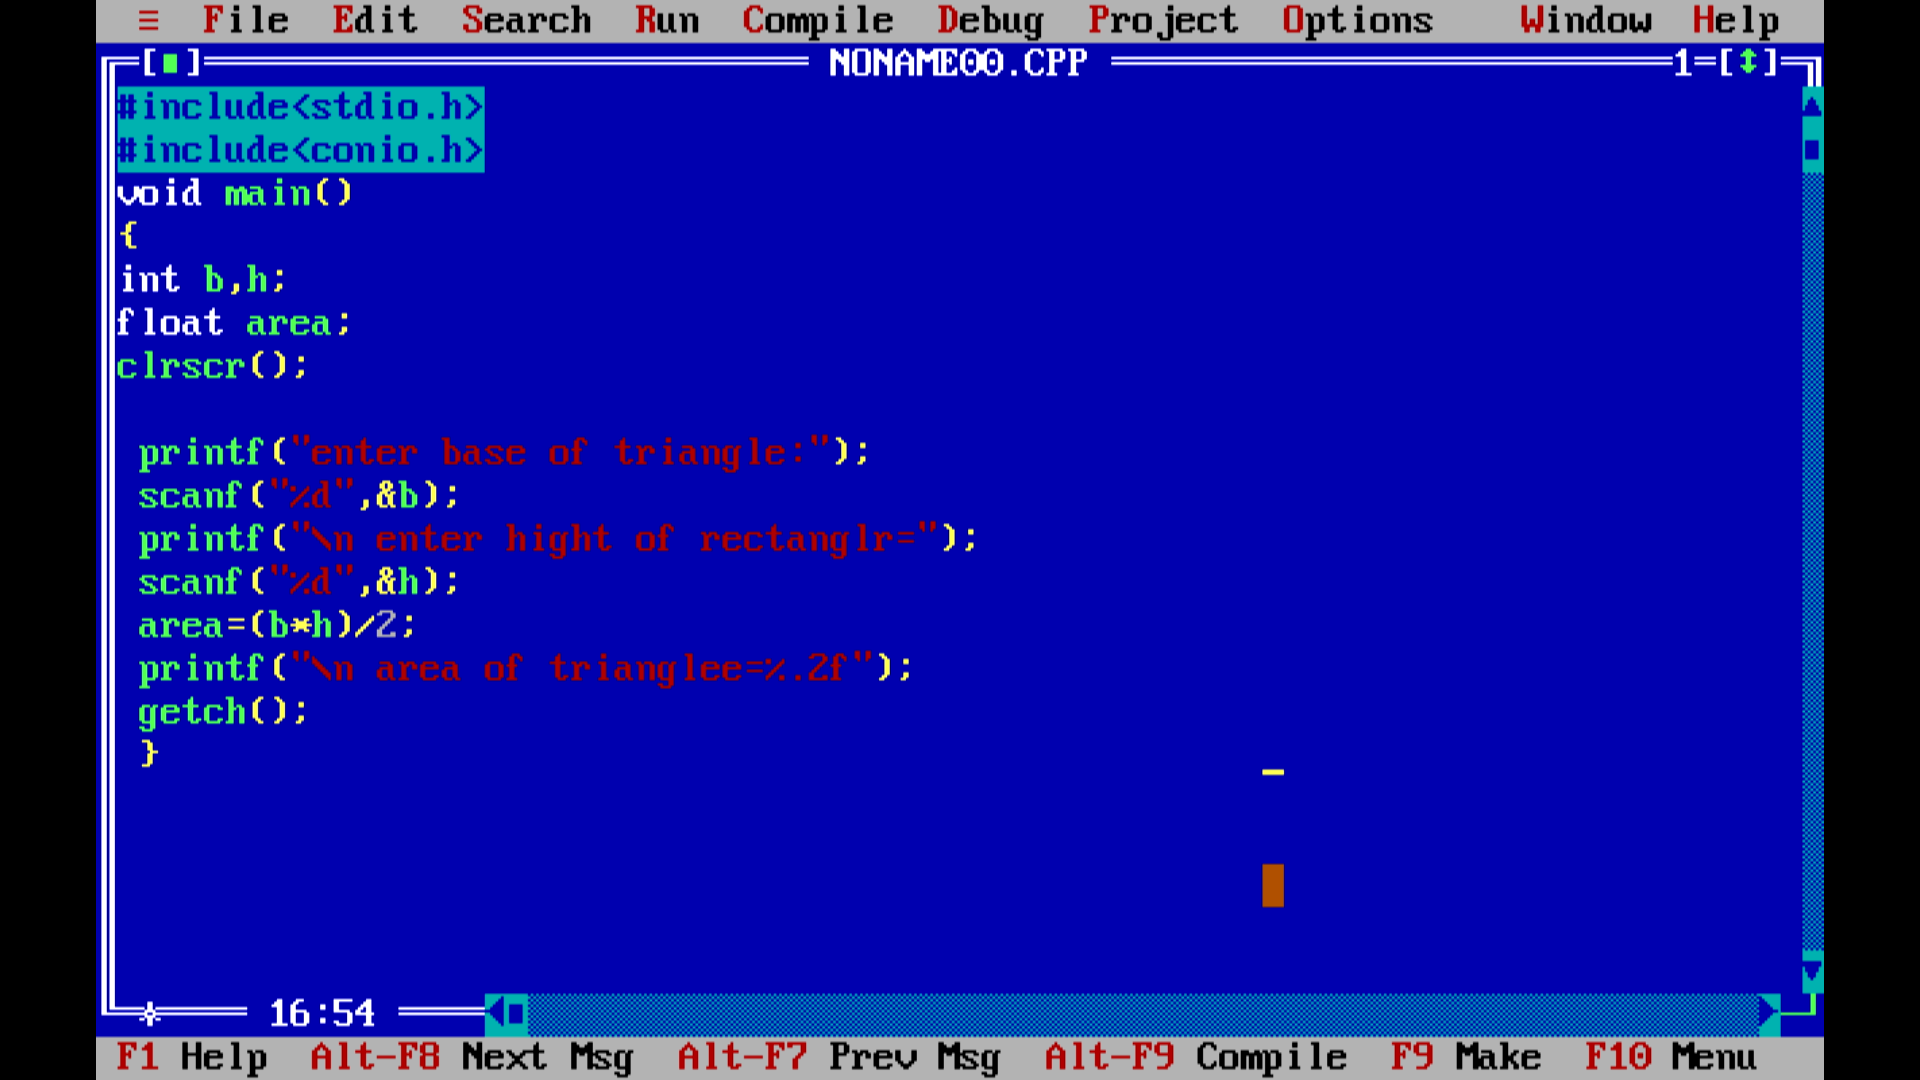 ≡ File Edit Search Run Compile Debug Project Options Window Help
[■] NONAME00.CPP 1=[↕]
#include<stdio.h>
#include<conio.h>
void main()
{
int b,h;
float area;
clrscr();
printf("enter base of triangle:");
scanf("%d",&b);
printf("\n enter hight of rectanglr=");
scanf("%d",&h);
area=(b*h)/2;
printf("\n area of trianglee=%.2f");
getch();
}
16:54
F1 Help Alt-F8 Next Msg Alt-F7 Prev Msg Alt-F9 Compile F9 Make F10 Menu